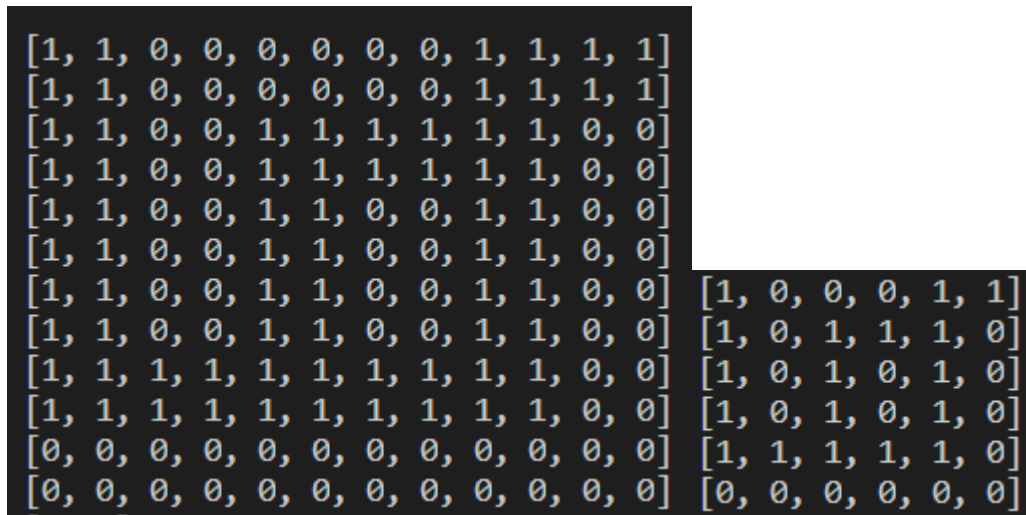 [1, 1, 0, 0, 0, 0, 0, 0, 1, 1, 1, 1]
[1, 1, 0, 0, 0, 0, 0, 0, 1, 1, 1, 1]
[1, 1, 0, 0, 1, 1, 1, 1, 1, 1, 0, 0]
[1, 1, 0, 0, 1, 1, 1, 1, 1, 1, 0, 0]
[1, 1, 0, 0, 1, 1, 0, 0, 1, 1, 0, 0]
[1, 1, 0, 0, 1, 1, 0, 0, 1, 1, 0, 0]
[1, 1, 0, 0, 1, 1, 0, 0, 1, 1, 0, 0]
[1, 1, 0, 0, 1, 1, 0, 0, 1, 1, 0, 0]
[1, 1, 1, 1, 1, 1, 1, 1, 1, 1, 0, 0]
[1, 1, 1, 1, 1, 1, 1, 1, 1, 1, 0, 0]
[0, 0, 0, 0, 0, 0, 0, 0, 0, 0, 0, 0]
[0, 0, 0, 0, 0, 0, 0, 0, 0, 0, 0, 0]
[1, 0, 0, 0, 1, 1]
[1, 0, 1, 1, 1, 0]
[1, 0, 1, 0, 1, 0]
[1, 0, 1, 0, 1, 0]
[1, 1, 1, 1, 1, 0]
[0, 0, 0, 0, 0, 0]